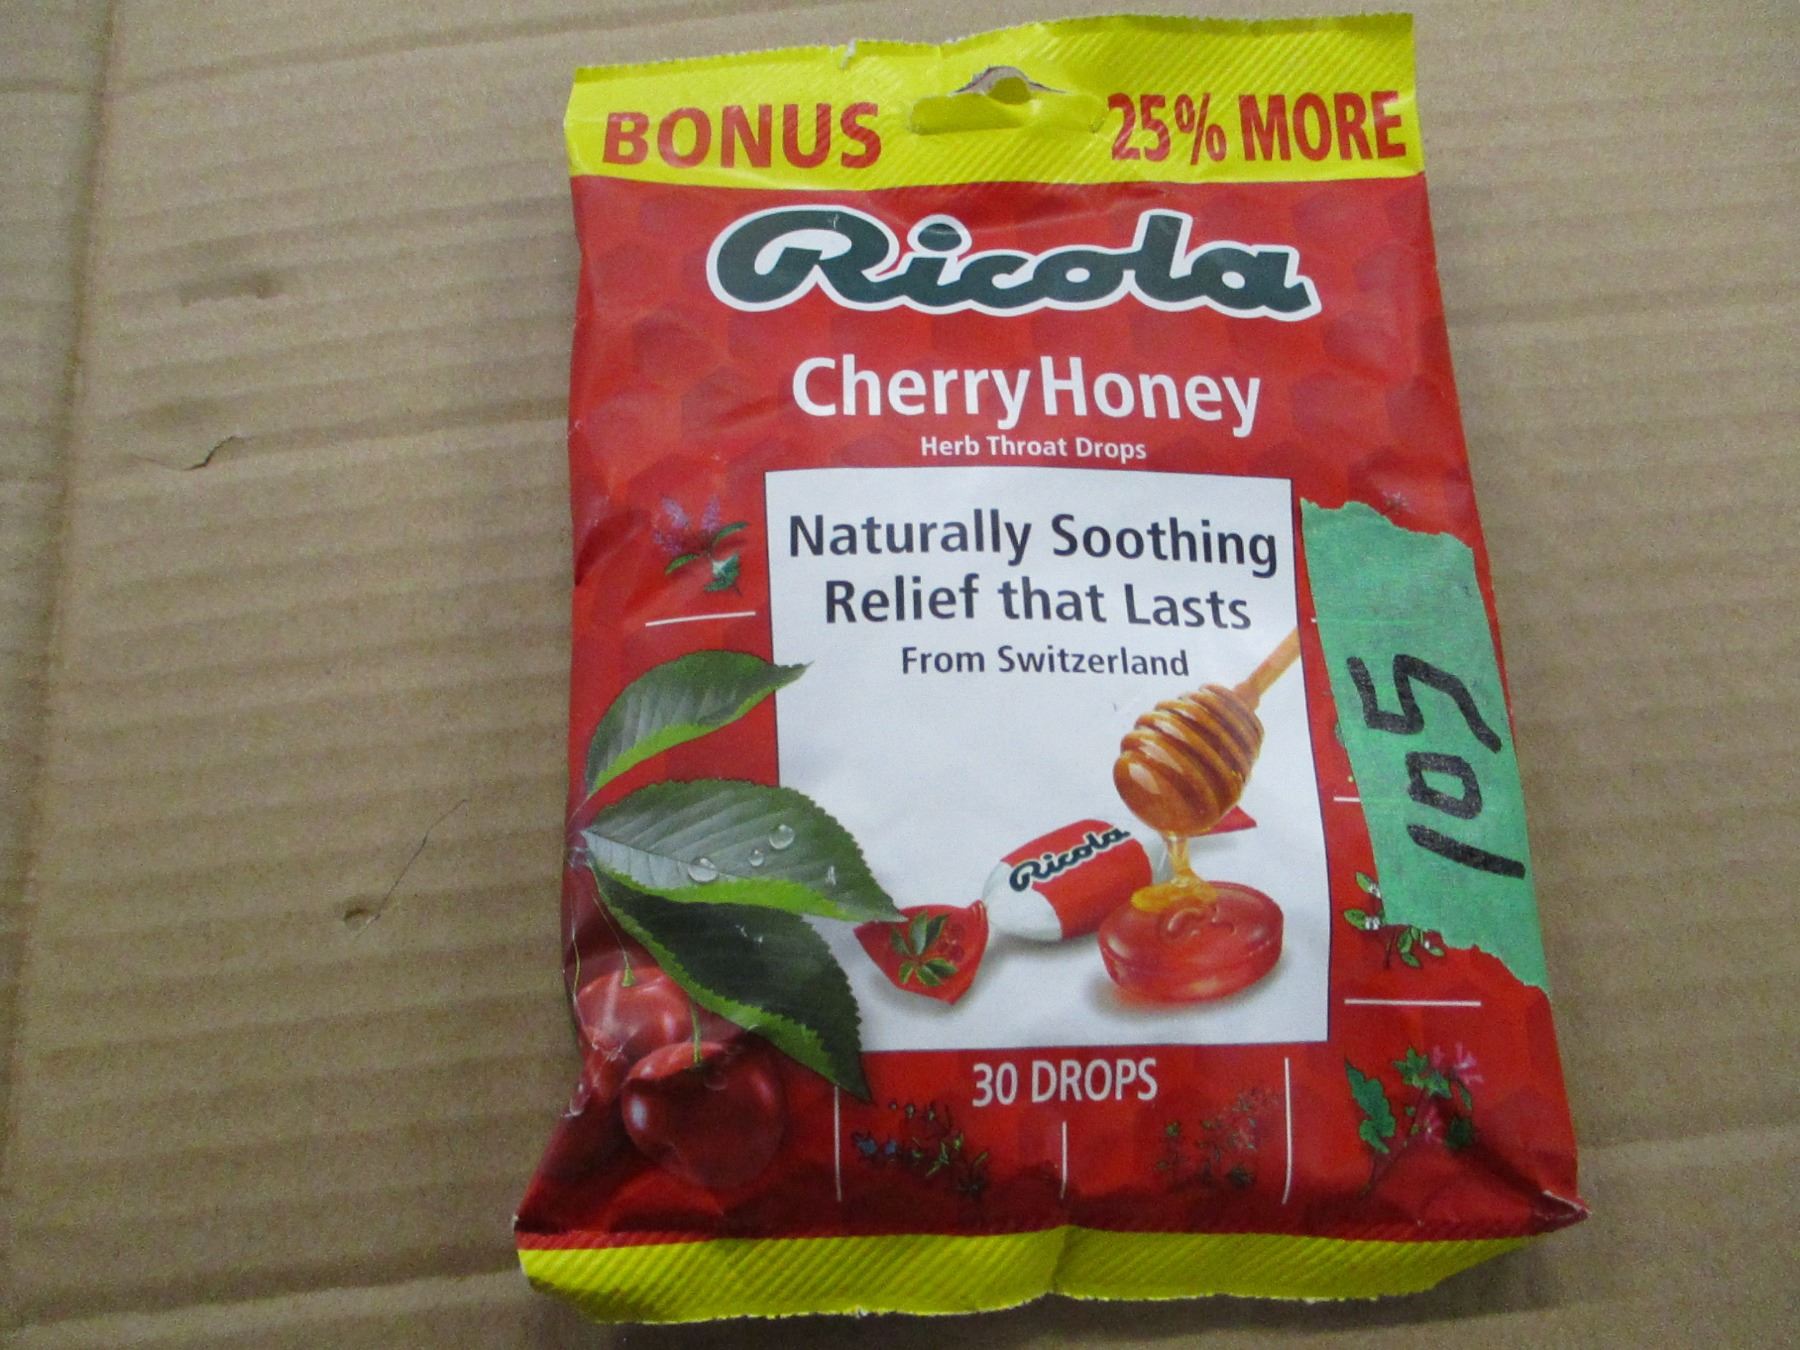 BONUS 25% MORE
Ricola
Cherry Honey
Herb Throat Drops
Naturally Soothing
Relief that Lasts
From Switzerland
Ricola
105
30 DROPS